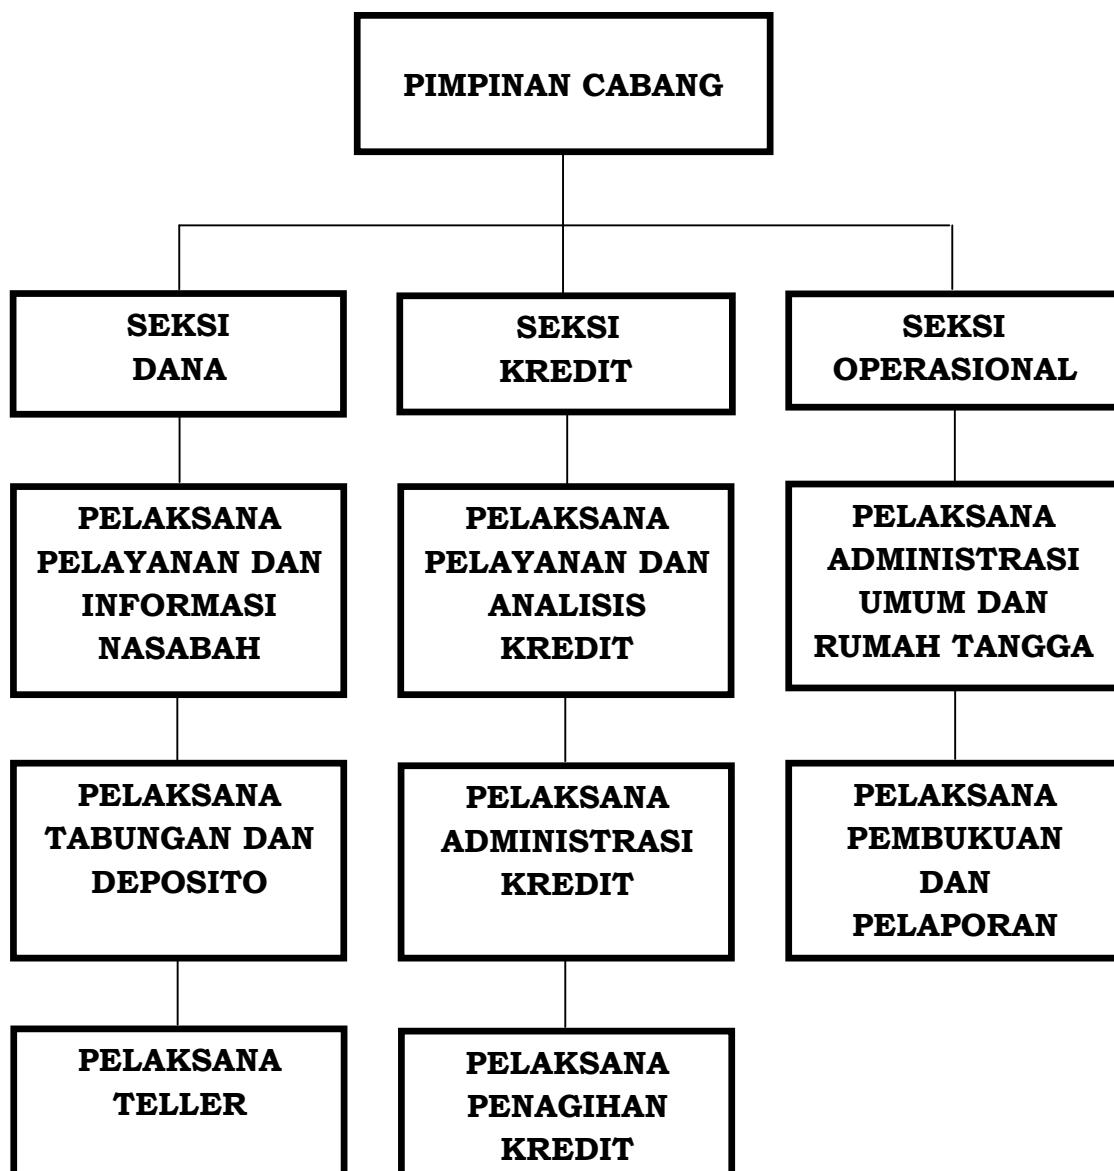 PIMPINAN CABANG
SEKSI
DANA
SEKSI
KREDIT
SEKSI
OPERASIONAL
PELAKSANA
PELAYANAN DAN
INFORMASI
NASABAH
PELAKSANA
PELAYANAN DAN
ANALISIS
KREDIT
PELAKSANA
ADMINISTRASI
UMUM DAN
RUMAH TANGGA
PELAKSANA
TABUNGAN DAN
DEPOSITO
PELAKSANA
ADMINISTRASI
KREDIT
PELAKSANA
PEMBUKUAN
DAN
PELAPORAN
PELAKSANA
TELLER
PELAKSANA
PENAGIHAN
KREDIT